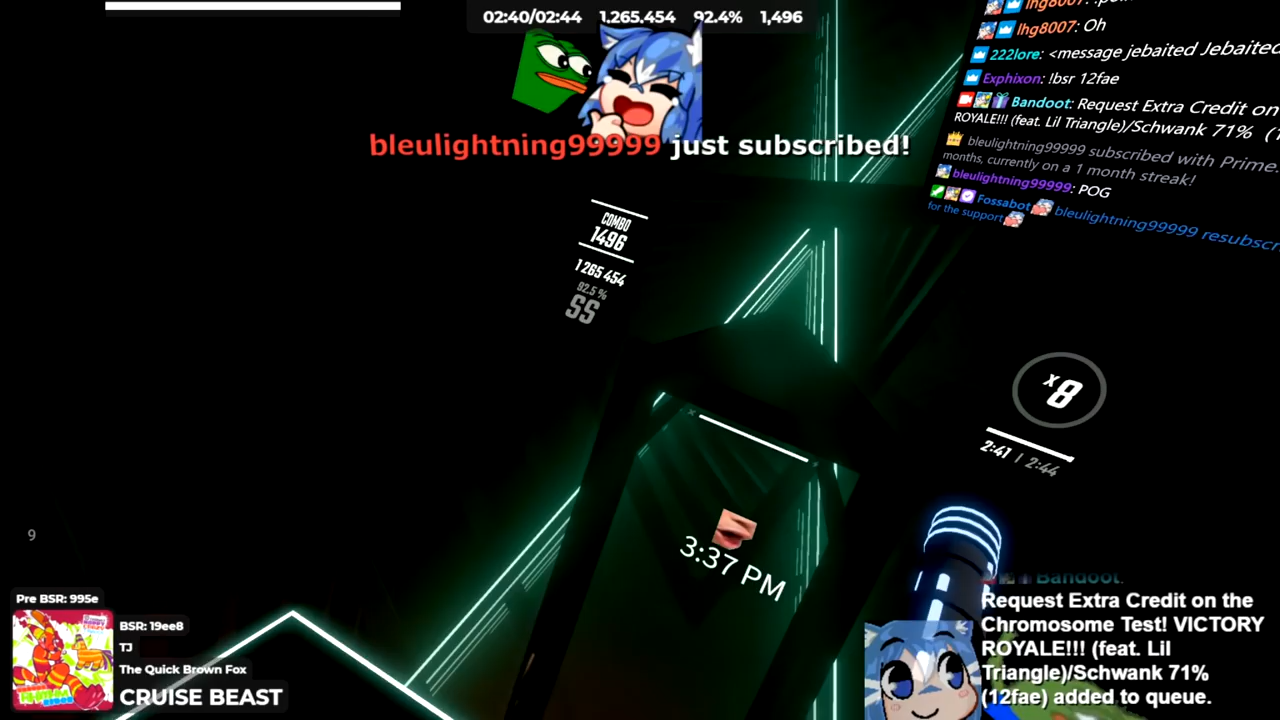 02:40/02:44 1,265,454 92.4% 1,496
bleulightning99999 just subscribed!
lhg8007:
lhg8007: Oh
222lore: <message jebaited Jebaited
Exphixon: !bsr 12fae
Bandoot: Request Extra Credit on
ROYALE!!! (feat. Lil Triangle)/Schwank 71%
bleulightning99999 subscribed with Prime.
months, currently on a 1 month streak!
bleulightning99999: POG
Fossabot bleulightning99999 resubscr
for the support
COMBO
1496
1 265 454
92.5 %
SS
x8
2:41 | 2:44
3:37 PM
9
Pre BSR: 995e
BSR: 19ee8
TJ
The Quick Brown Fox
CRUISE BEAST
Bandoot:
Request Extra Credit on the
Chromosome Test! VICTORY
ROYALE!!! (feat. Lil
Triangle)/Schwank 71%
(12fae) added to queue.